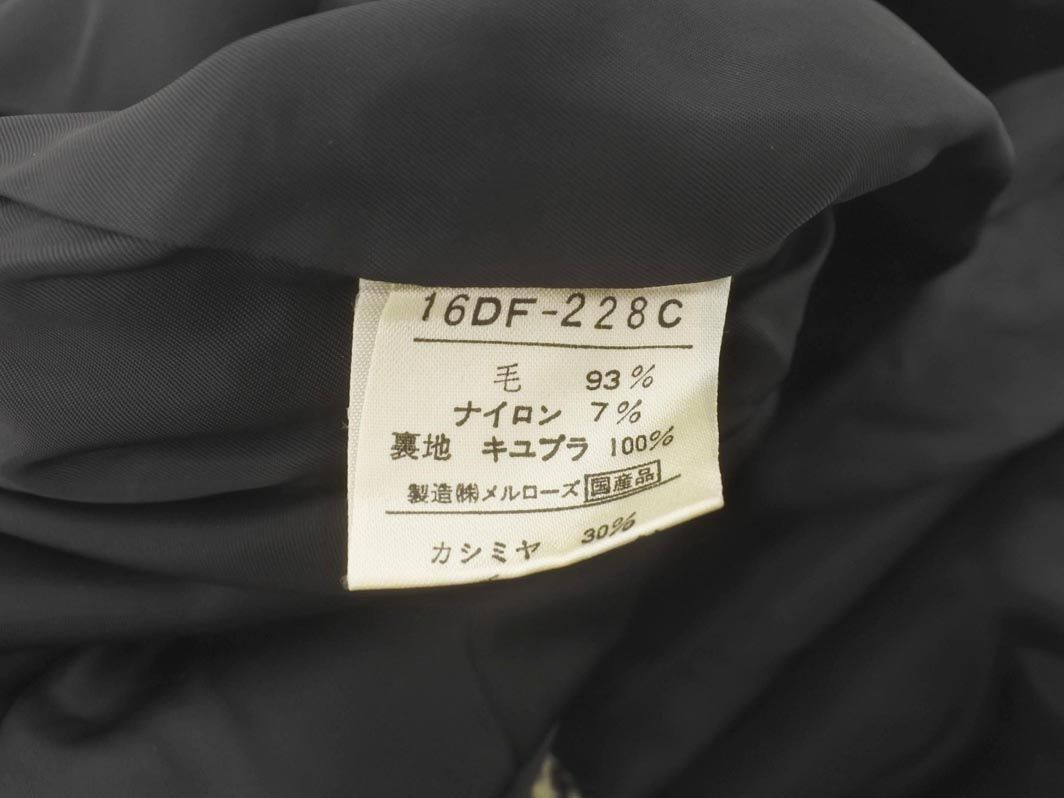 16DF-228C
毛 93%
ナイロン 7%
裏地 キユプラ 100%
製造㈱メルローズ 国産品
カシミヤ 30%